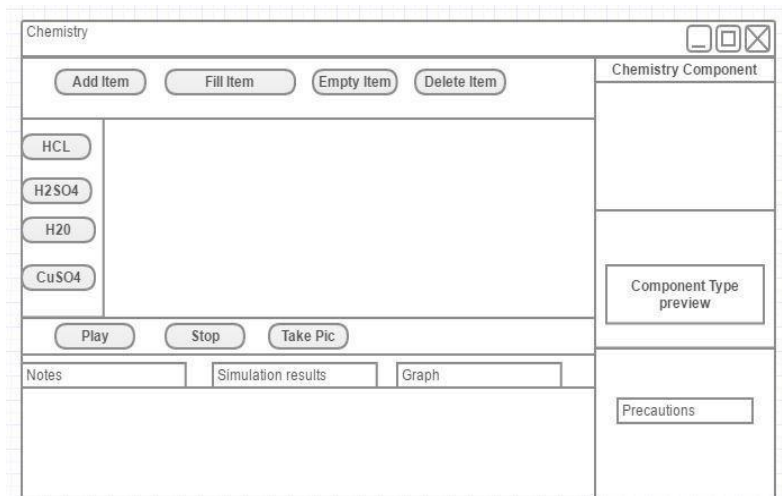 Chemistry
Add Item Fill Item Empty Item Delete Item
Chemistry Component
HCL
H2SO4
H20
CuSO4
Component Type
preview
Play Stop Take Pic
Notes Simulation results Graph
Precautions